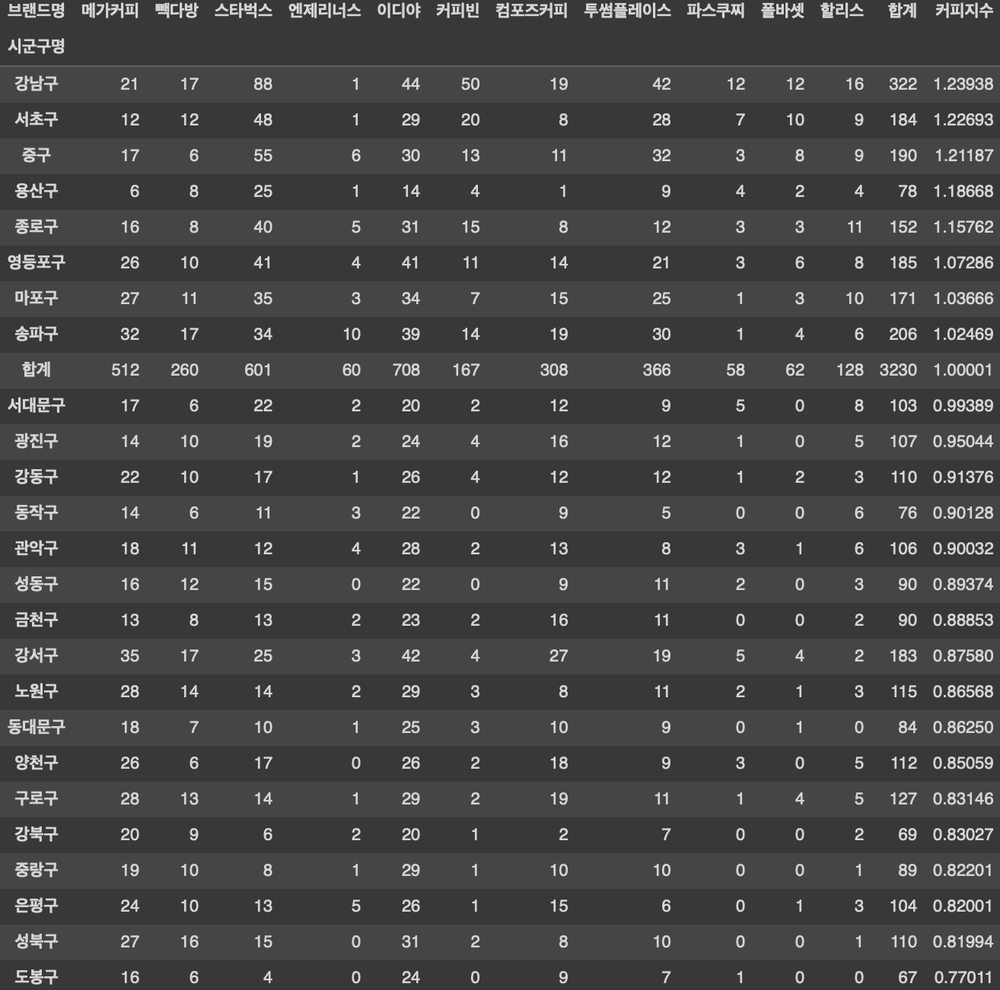 브랜드명 메가커피 빽다방 스타벅스 엔제리너스 이디야 커피빈 컴포즈커피 투썸플레이스 파스쿠찌 폴바셋 할리스 합계 커피지수
시군구명
강남구 21 17 88 1 44 50 19 42 12 12 16 322 1.23938
서초구 12 12 48 1 29 20 8 28 7 10 9 184 1.22693
중구 17 6 55 6 30 13 11 32 3 8 9 190 1.21187
용산구 6 8 25 1 14 4 1 9 4 2 4 78 1.18668
종로구 16 8 40 5 31 15 8 12 3 3 11 152 1.15762
영등포구 26 10 41 4 41 11 14 21 3 6 8 185 1.07286
마포구 27 11 35 3 34 7 15 25 1 3 10 171 1.03666
송파구 32 17 34 10 39 14 19 30 1 4 6 206 1.02469
합계 512 260 601 60 708 167 308 366 58 62 128 3230 1.00001
서대문구 17 6 22 2 20 2 12 9 5 0 8 103 0.99389
광진구 14 10 19 2 24 4 16 12 1 0 5 107 0.95044
강동구 22 10 17 1 26 4 12 12 1 2 3 110 0.91376
동작구 14 6 11 3 22 0 9 5 0 0 6 76 0.90128
관악구 18 11 12 4 28 2 13 8 3 1 6 106 0.90032
성동구 16 12 15 0 22 0 9 11 2 0 3 90 0.89374
금천구 13 8 13 2 23 2 16 11 0 0 2 90 0.88853
강서구 35 17 25 3 42 4 27 19 5 4 2 183 0.87580
노원구 28 14 14 2 29 3 8 11 2 1 3 115 0.86568
동대문구 18 7 10 1 25 3 10 9 0 1 0 84 0.86250
양천구 26 6 17 0 26 2 18 9 3 0 5 112 0.85059
구로구 28 13 14 1 29 2 19 11 1 4 5 127 0.83146
강북구 20 9 6 2 20 1 2 7 0 0 2 69 0.83027
중랑구 19 10 8 1 29 1 10 10 0 0 1 89 0.82201
은평구 24 10 13 5 26 1 15 6 0 1 3 104 0.82001
성북구 27 16 15 0 31 2 8 10 0 0 1 110 0.81994
도봉구 16 6 4 0 24 0 9 7 1 0 0 67 0.77011